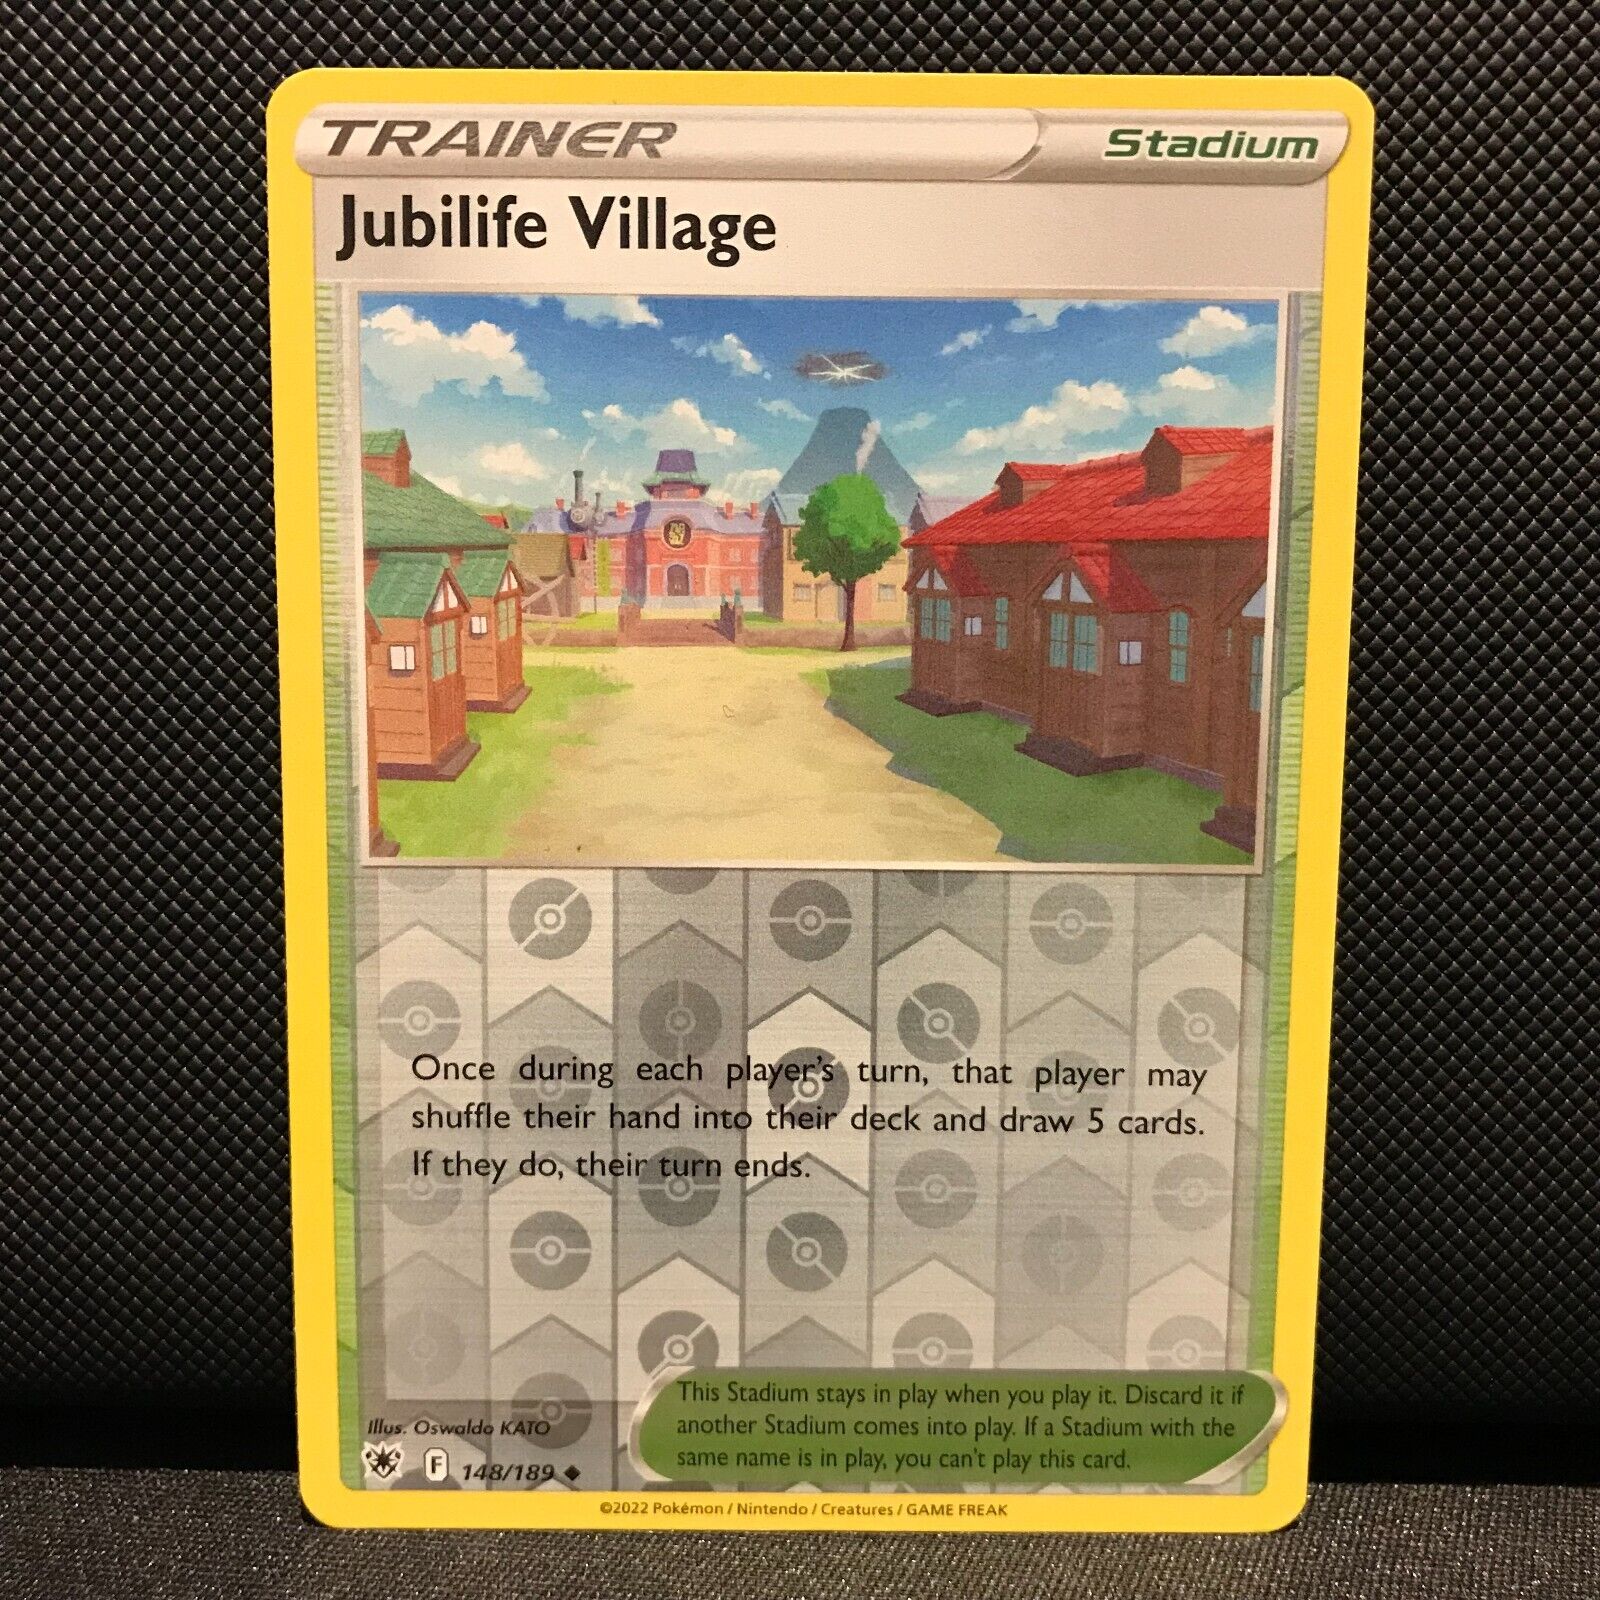 TRAINER Stadium
Jubilife Village
Once during each player's turn, that player may
shuffle their hand into their deck and draw 5 cards.
If they do, their turn ends.
This Stadium stays in play when you play it. Discard it if
another Stadium comes into play. If a Stadium with the
same name is in play, you can't play this card.
Illus. Oswaldo KATO
F 148/189
©2022 Pokémon / Nintendo / Creatures / GAME FREAK